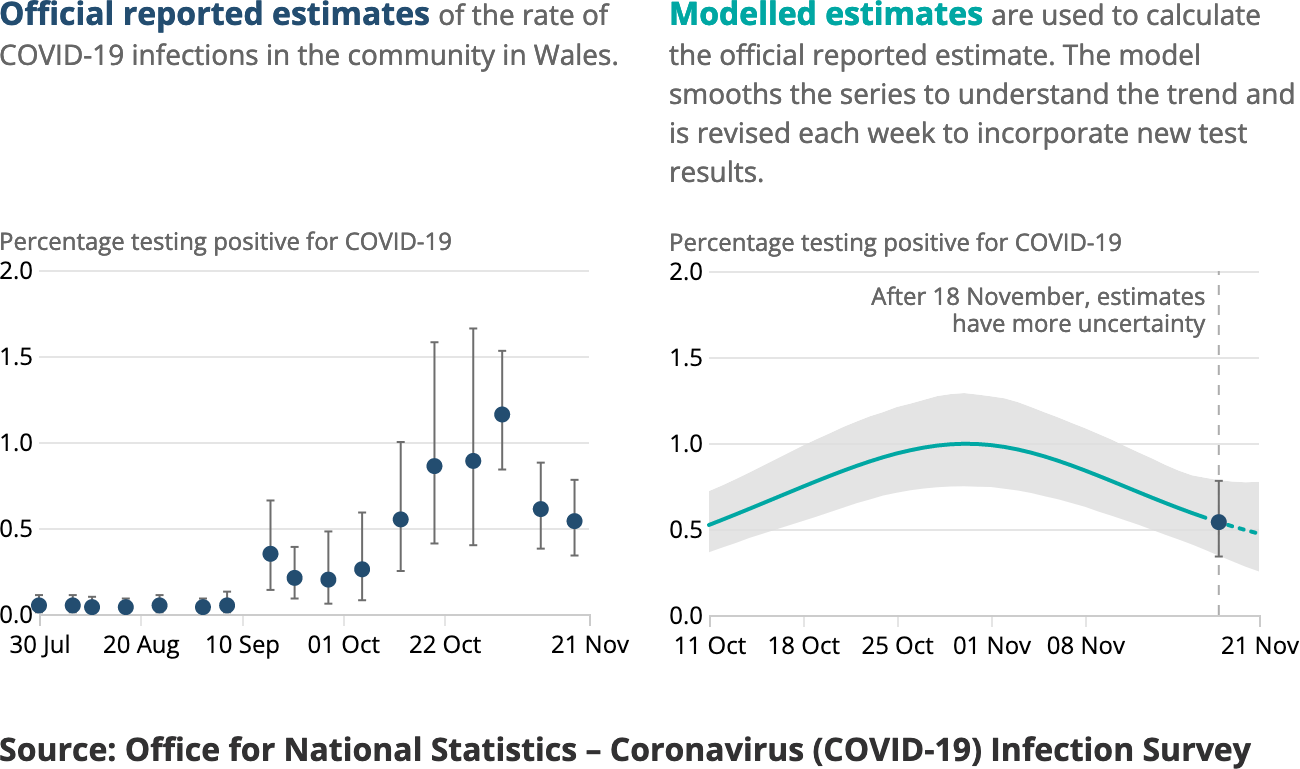 Official reported estimates of the rate of
COVID-19 infections in the community in Wales.
Percentage testing positive for COVID-19
2.0
1.5
1.0
0.5
0.0
30 Jul 20 Aug 10 Sep 01 Oct 22 Oct 21 Nov
Modelled estimates are used to calculate
the official reported estimate. The model
smooths the series to understand the trend and
is revised each week to incorporate new test
results.
Percentage testing positive for COVID-19
2.0
After 18 November, estimates
have more uncertainty
1.5
1.0
0.5
0.0
11 Oct 18 Oct 25 Oct 01 Nov 08 Nov 21 Nov
Source: Office for National Statistics – Coronavirus (COVID-19) Infection Survey